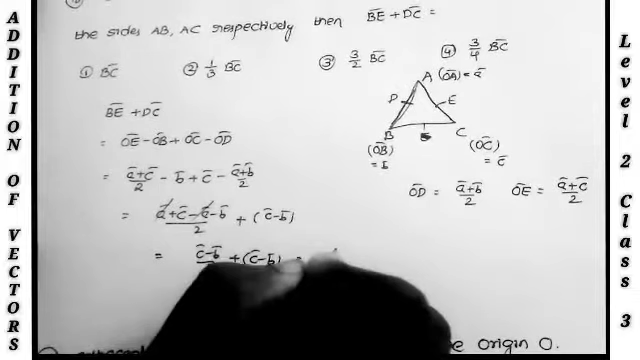 ADDITION OF VECTORS
the sides AB, AC respectively then B̄E + D̄C =
① B̄C ② 1/3 B̄C ③ 3/2 B̄C ④ 3/4 B̄C
A (ŌA) = ā
D E
B C
(ŌB) (ŌC)
= c̄
B̄E + D̄C
= ŌE - ŌB + ŌC - ŌD
= (ā+c̄)/2 - b̄ + c̄ - (ā+b̄)/2
ŌD = (ā+b̄)/2 ŌE = (ā+c̄)/2
= (ā+c̄-ā-b̄)/2 + (c̄-b̄)
= c̄-b̄ + (c̄-b̄) =
e origin O.
Level 2 Class 3